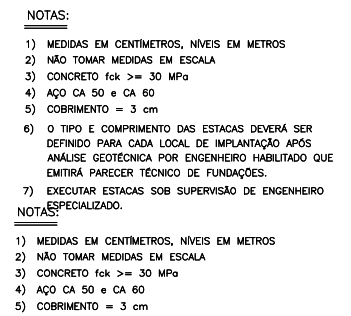 NOTAS:
1) MEDIDAS EM CENTÍMETROS, NÍVEIS EM METROS
2) NÃO TOMAR MEDIDAS EM ESCALA
3) CONCRETO fck >= 30 MPa
4) AÇO CA 50 e CA 60
5) COBRIMENTO = 3 cm
6) O TIPO E COMPRIMENTO DAS ESTACAS DEVERÁ SER
DEFINIDO PARA CADA LOCAL DE IMPLANTAÇÃO APÓS
ANÁLISE GEOTÉCNICA POR ENGENHEIRO HABILITADO QUE
EMITIRÁ PARECER TÉCNICO DE FUNDAÇÕES.
7) EXECUTAR ESTACAS SOB SUPERVISÃO DE ENGENHEIRO
ESPECIALIZADO.
NOTAS:
1) MEDIDAS EM CENTÍMETROS, NÍVEIS EM METROS
2) NÃO TOMAR MEDIDAS EM ESCALA
3) CONCRETO fck >= 30 MPa
4) AÇO CA 50 e CA 60
5) COBRIMENTO = 3 cm